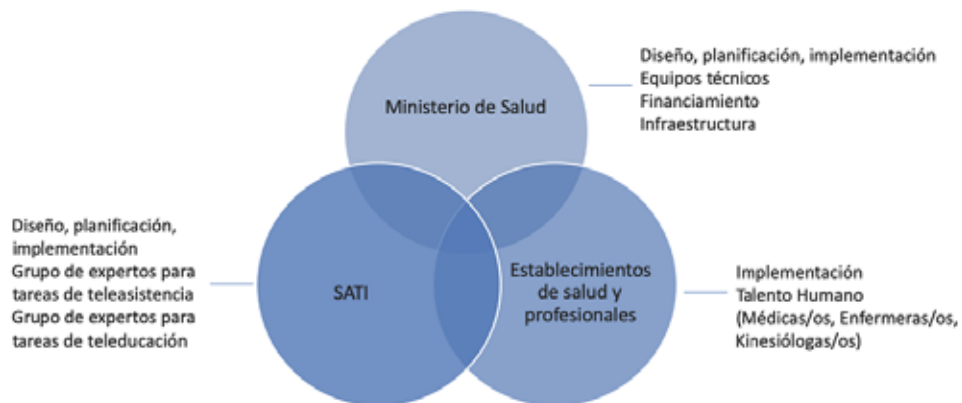 Ministerio de Salud
Diseño, planificación, implementación
Equipos técnicos
Financiamiento
Infraestructura
Diseño, planificación,
implementación
Grupo de expertos para
tareas de teleasistencia
Grupo de expertos para
tareas de teleducación
SATI
Establecimientos
de salud y
profesionales
Implementación
Talento Humano
(Médicas/os, Enfermeras/os,
Kinesiólogas/os)